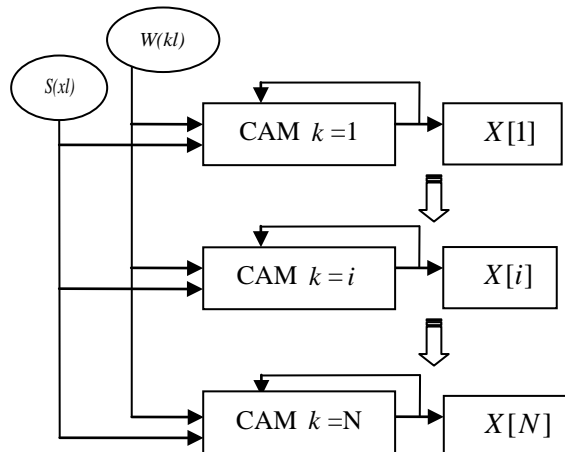 W(kl)
S(xl)
CAM k =1
X[1]
CAM k = i
X[i]
CAM k =N
X[N]